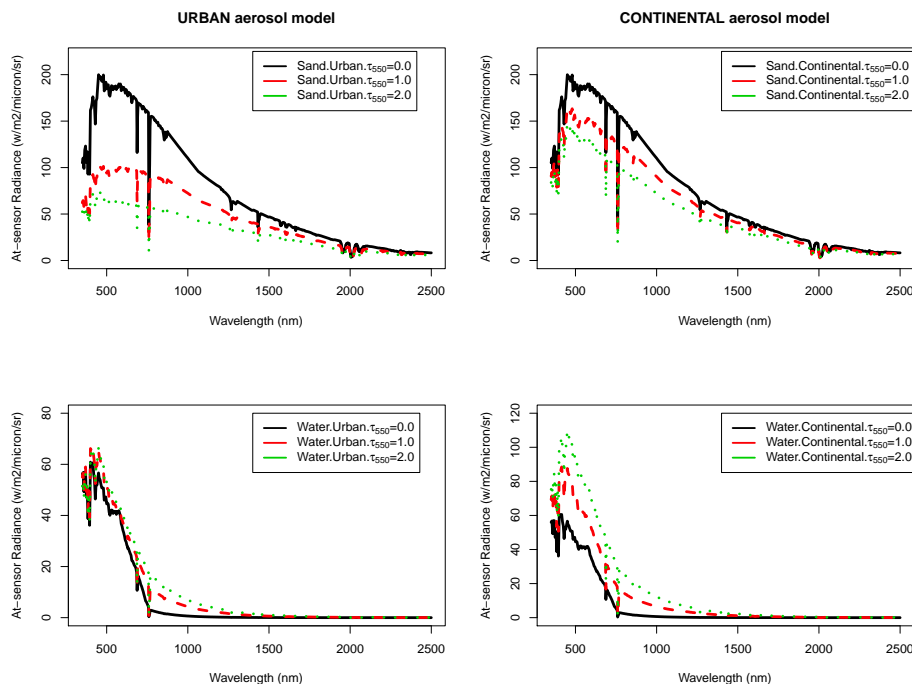 URBAN aerosol model
CONTINENTAL aerosol model
At−sensor Radiance (w/m2/micron/sr)
200
150
100
50
0
Sand.Urban.τ550=0.0
Sand.Urban.τ550=1.0
Sand.Urban.τ550=2.0
500 1000 1500 2000 2500
Wavelength (nm)
At−sensor Radiance (w/m2/micron/sr)
200
150
100
50
0
Sand.Continental.τ550=0.0
Sand.Continental.τ550=1.0
Sand.Continental.τ550=2.0
500 1000 1500 2000 2500
Wavelength (nm)
At−sensor Radiance (w/m2/micron/sr)
80
60
40
20
0
Water.Urban.τ550=0.0
Water.Urban.τ550=1.0
Water.Urban.τ550=2.0
500 1000 1500 2000 2500
Wavelength (nm)
At−sensor Radiance (w/m2/micron/sr)
120
100
80
60
40
20
0
Water.Continental.τ550=0.0
Water.Continental.τ550=1.0
Water.Continental.τ550=2.0
500 1000 1500 2000 2500
Wavelength (nm)